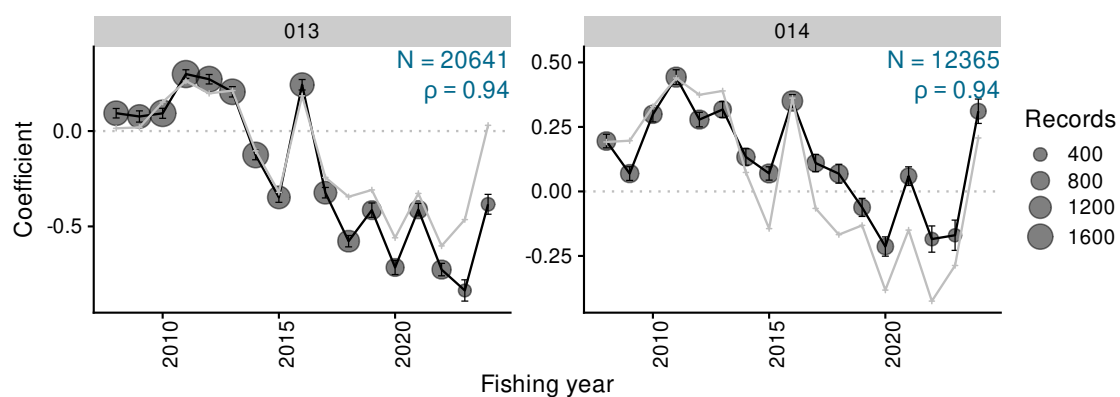 013
014
N = 20641
ρ = 0.94
N = 12365
ρ = 0.94
Coefficient
0.0
-0.5
0.50
0.25
0.00
-0.25
2010
2015
2020
2010
2015
2020
Fishing year
Records
400
800
1200
1600